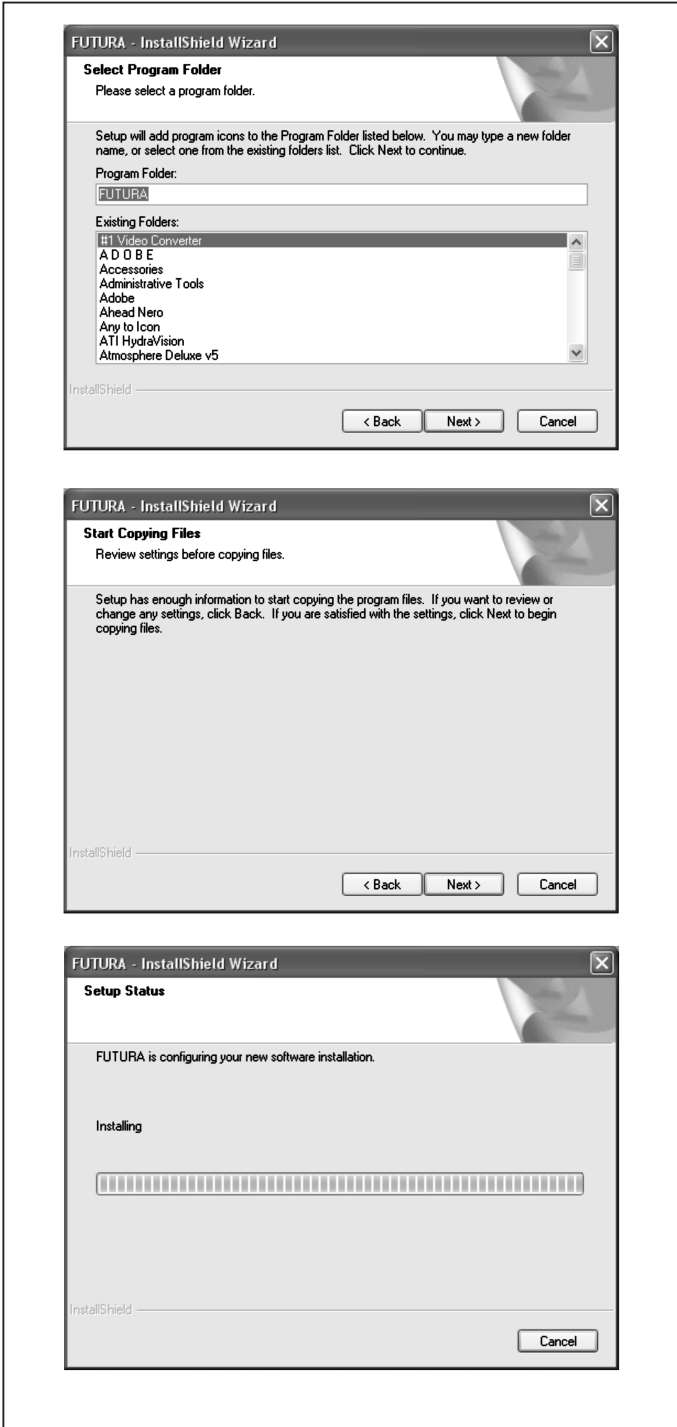 FUTURA - InstallShield Wizard
Select Program Folder
Please select a program folder.
Setup will add program icons to the Program Folder listed below. You may type a new folder
name, or select one from the existing folders list. Click Next to continue.
Program Folder:
FUTURA
Existing Folders:
#1 Video Converter
A D O B E
Accessories
Administrative Tools
Adobe
Ahead Nero
Any to Icon
ATI HydraVision
Atmosphere Deluxe v5
InstallShield
< Back Next > Cancel
FUTURA - InstallShield Wizard
Start Copying Files
Review settings before copying files.
Setup has enough information to start copying the program files. If you want to review or
change any settings, click Back. If you are satisfied with the settings, click Next to begin
copying files.
InstallShield
< Back Next > Cancel
FUTURA - InstallShield Wizard
Setup Status
FUTURA is configuring your new software installation.
Installing
InstallShield
Cancel